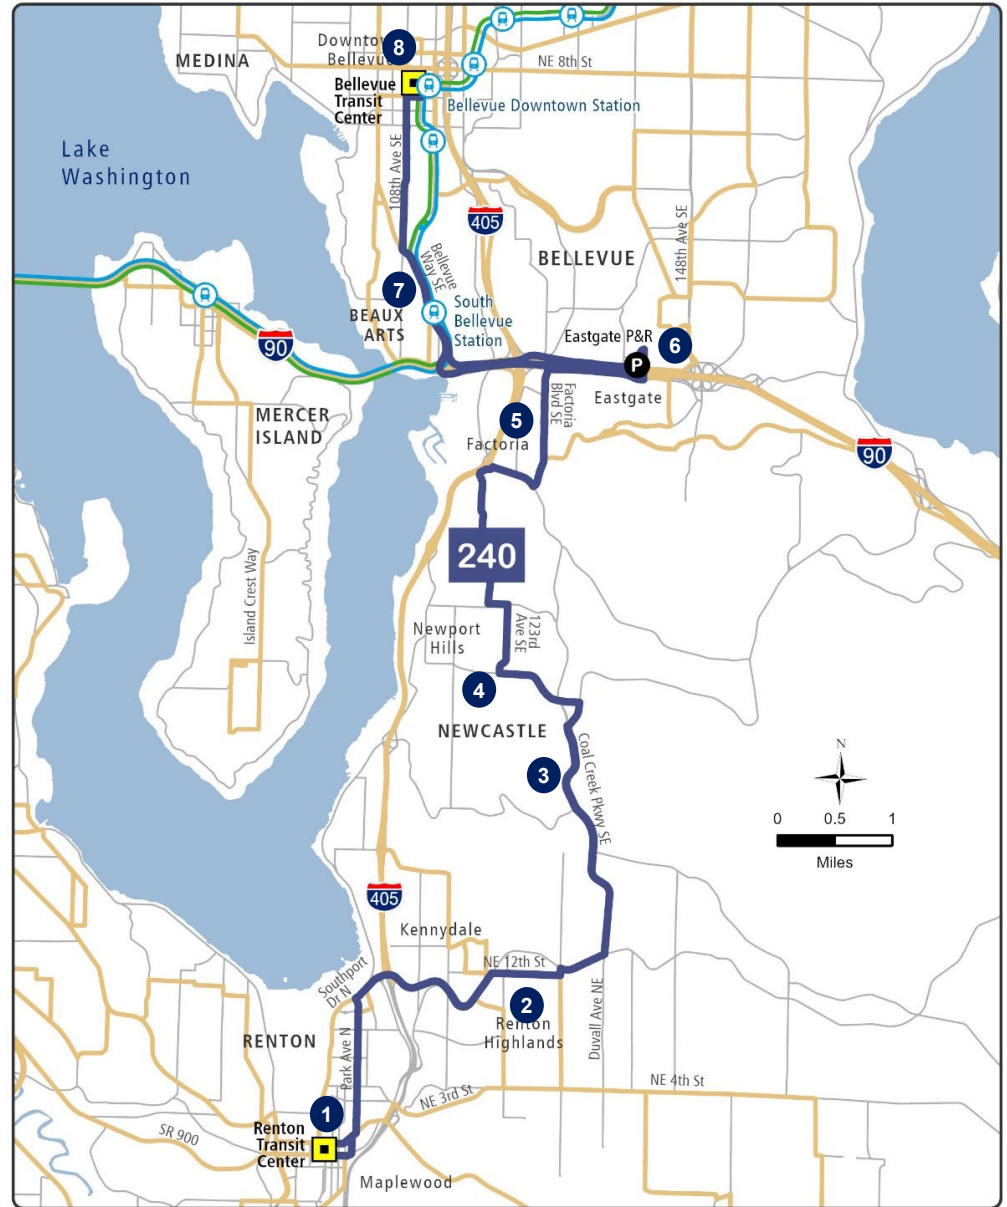 Downtown
Bellevue
8
MEDINA
NE 8th St
Bellevue
Transit
Center
Bellevue Downtown Station
Lake
Washington
108th Ave SE
405
148th Ave SE
BELLEVUE
Bellevue
Way SE
7
BEAUX
ARTS
South
Bellevue
Station
Eastgate P&R
6
P
90
Eastgate
MERCER
ISLAND
Factoria
Blvd SE
5
Factoria
90
240
Island Crest Way
Newport
Hills
123rd
Ave SE
4
NEWCASTLE
3
Coal Creek Pkwy SE
N
0 0.5 1
Miles
405
Kennydale
NE 12th St
Southport
Dr N
2
Renton
Highlands
Duvall Ave NE
RENTON
Park Ave N
NE 3rd St
NE 4th St
1
SR 900
Renton
Transit
Center
Maplewood